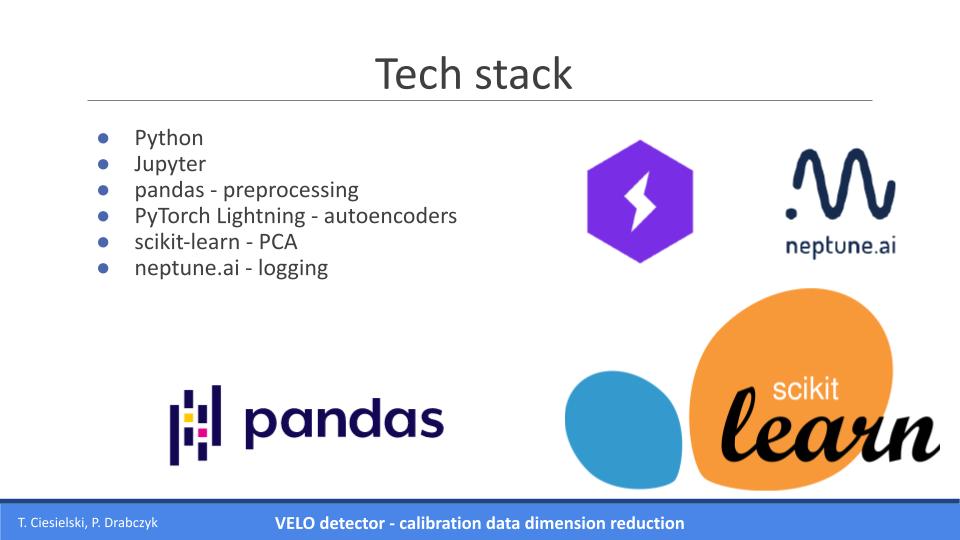 Tech stack
● Python
● Jupyter
● pandas - preprocessing
● PyTorch Lightning - autoencoders
● scikit-learn - PCA
● neptune.ai - logging
neptune.ai
pandas
scikit
learn
T. Ciesielski, P. Drabczyk
VELO detector - calibration data dimension reduction